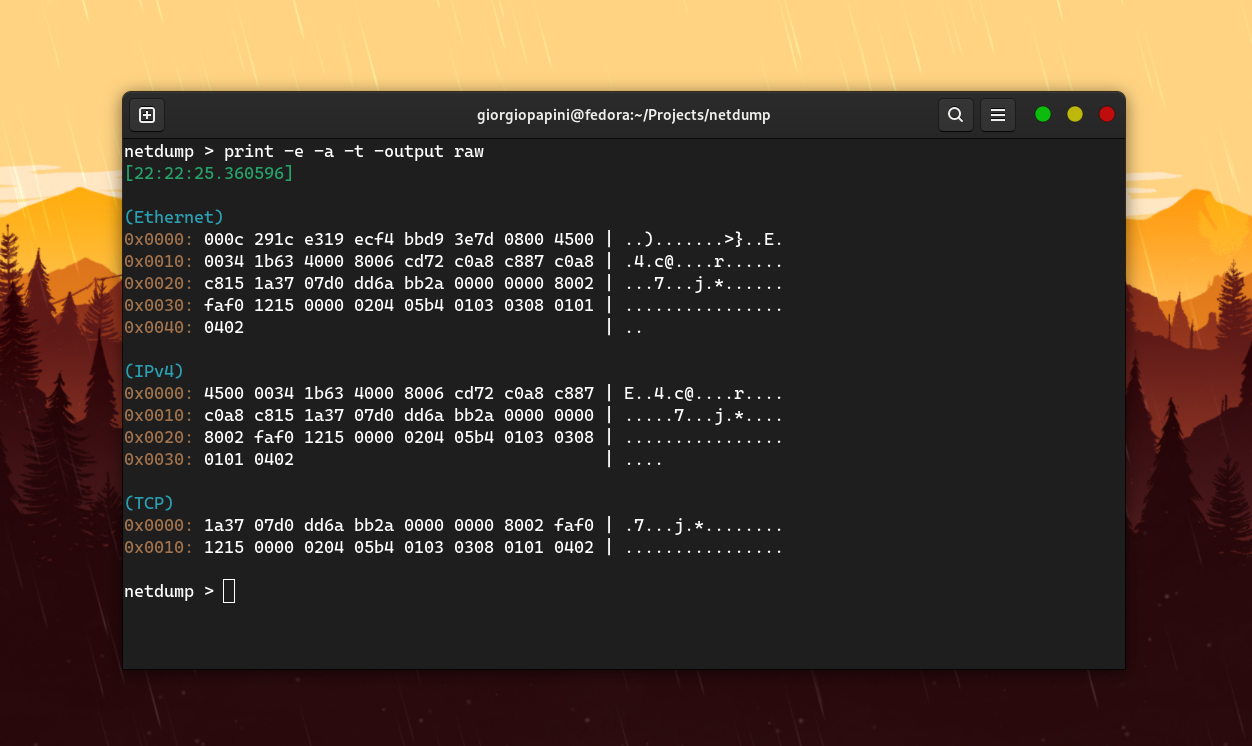 giorgiopapini@fedora:~/Projects/netdump
netdump > print -e -a -t -output raw
[22:22:25.360596]
(Ethernet)
0x0000: 000c 291c e319 ecf4 bbd9 3e7d 0800 4500 | ..).......>}..E.
0x0010: 0034 1b63 4000 8006 cd72 c0a8 c887 c0a8 | .4.c@....r......
0x0020: c815 1a37 07d0 dd6a bb2a 0000 0000 8002 | ...7...j.*......
0x0030: faf0 1215 0000 0204 05b4 0103 0308 0101 | ................
0x0040: 0402 | ..
(IPv4)
0x0000: 4500 0034 1b63 4000 8006 cd72 c0a8 c887 | E..4.c@....r....
0x0010: c0a8 c815 1a37 07d0 dd6a bb2a 0000 0000 | .....7...j.*....
0x0020: 8002 faf0 1215 0000 0204 05b4 0103 0308 | ................
0x0030: 0101 0402 | ....
(TCP)
0x0000: 1a37 07d0 dd6a bb2a 0000 0000 8002 faf0 | .7...j.*........
0x0010: 1215 0000 0204 05b4 0103 0308 0101 0402 | ................
netdump >